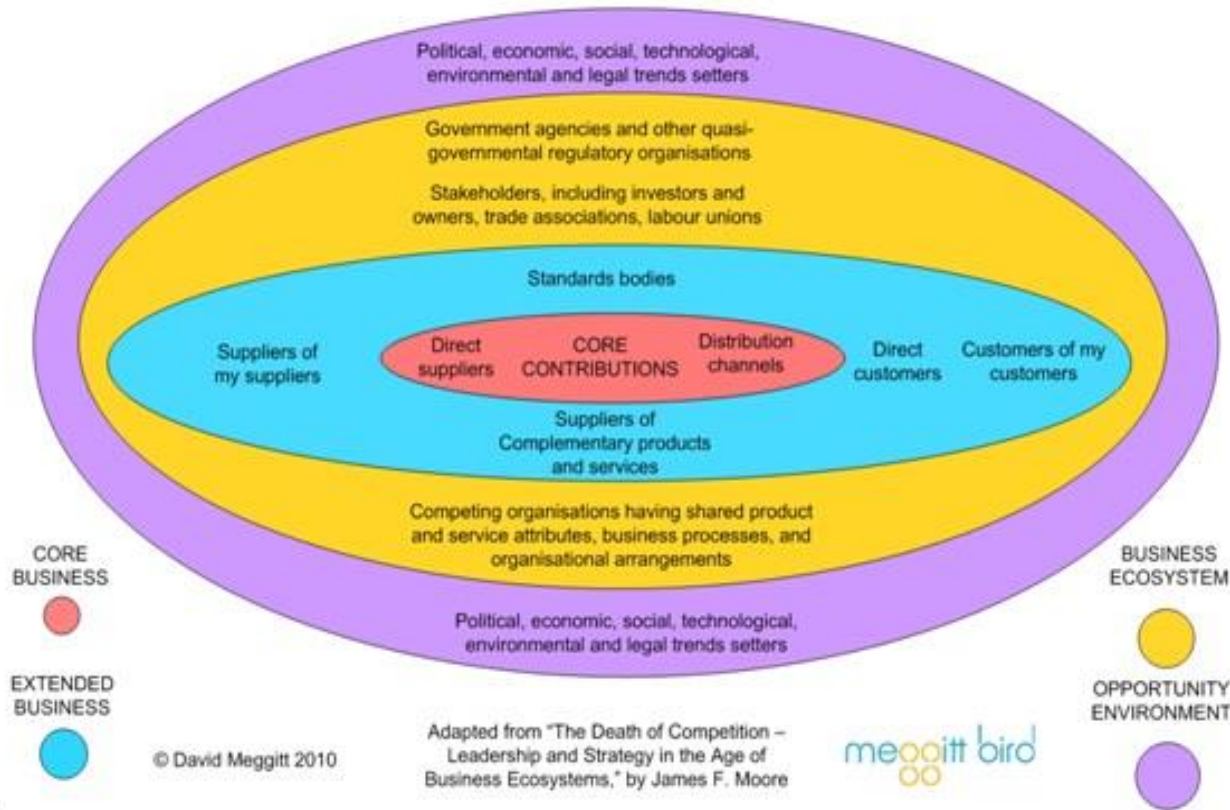 Political, economic, social, technological,
environmental and legal trends setters
Government agencies and other quasi-
governmental regulatory organisations
Stakeholders, including investors and
owners, trade associations, labour unions
Standards bodies
Suppliers of
my suppliers
Direct
suppliers
CORE
CONTRIBUTIONS
Distribution
channels
Direct
customers
Customers of my
customers
Suppliers of
Complementary products
and services
Competing organisations having shared product
and service attributes, business processes, and
organisational arrangements
Political, economic, social, technological,
environmental and legal trends setters
CORE
BUSINESS
EXTENDED
BUSINESS
BUSINESS
ECOSYSTEM
OPPORTUNITY
ENVIRONMENT
© David Meggitt 2010
Adapted from "The Death of Competition –
Leadership and Strategy in the Age of
Business Ecosystems," by James F. Moore
meggitt bird